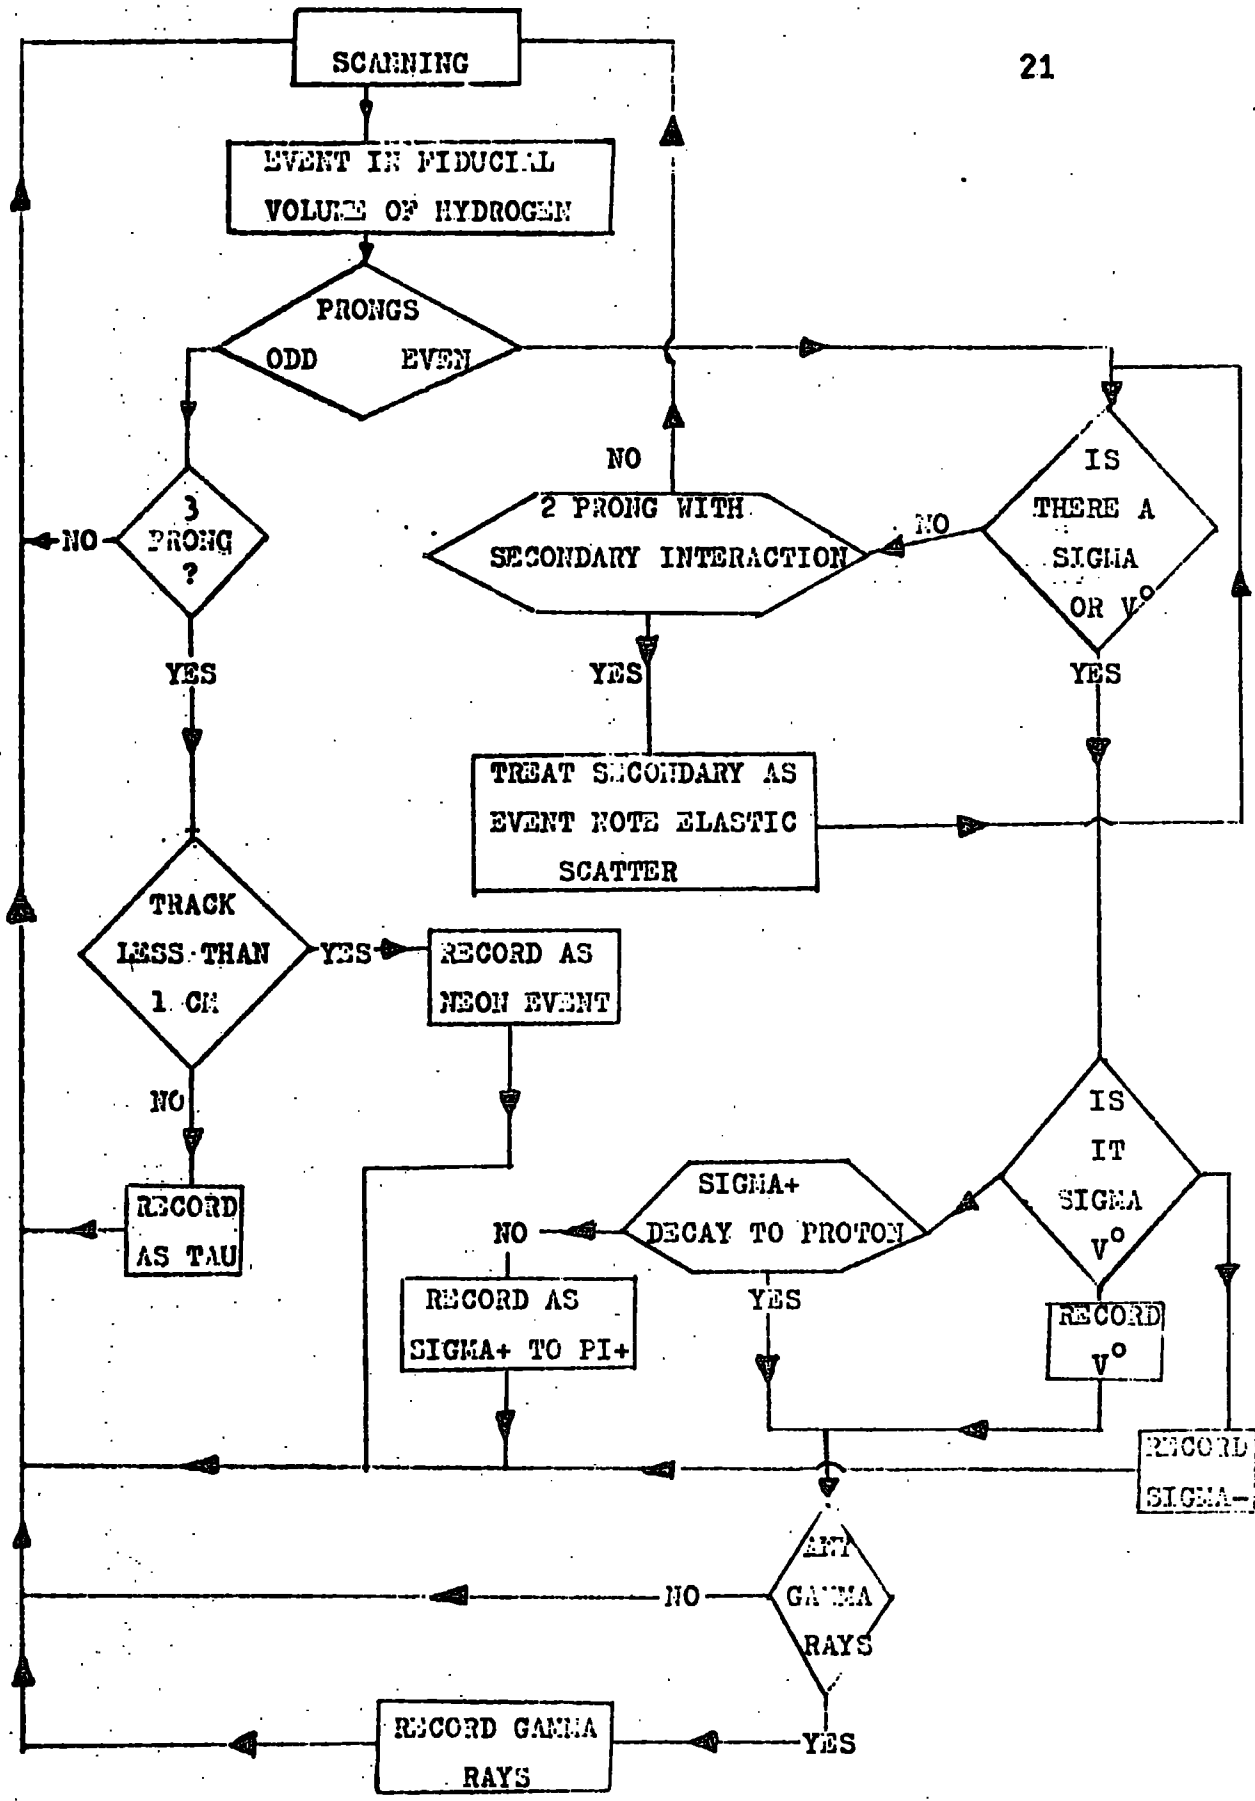 21
SCANNING
EVENT IN FIDUCIAL
VOLUME OF HYDROGEN
PRONGS
ODD EVEN
3
PRONG
?
NO
YES
TRACK
LESS THAN
1 CM
YES
NO
RECORD AS
NEON EVENT
RECORD
AS TAU
NO
2 PRONG WITH
SECONDARY INTERACTION
YES
TREAT SECONDARY AS
EVENT NOTE ELASTIC
SCATTER
IS
THERE A
SIGMA
OR V°
NO
YES
IS
IT
SIGMA
V°
SIGMA+
DECAY TO PROTON
NO
YES
RECORD AS
SIGMA+ TO PI+
RECORD
V°
RECORD
SIGMA-
ANY
GAMMA
RAYS
NO
YES
RECORD GAMMA
RAYS